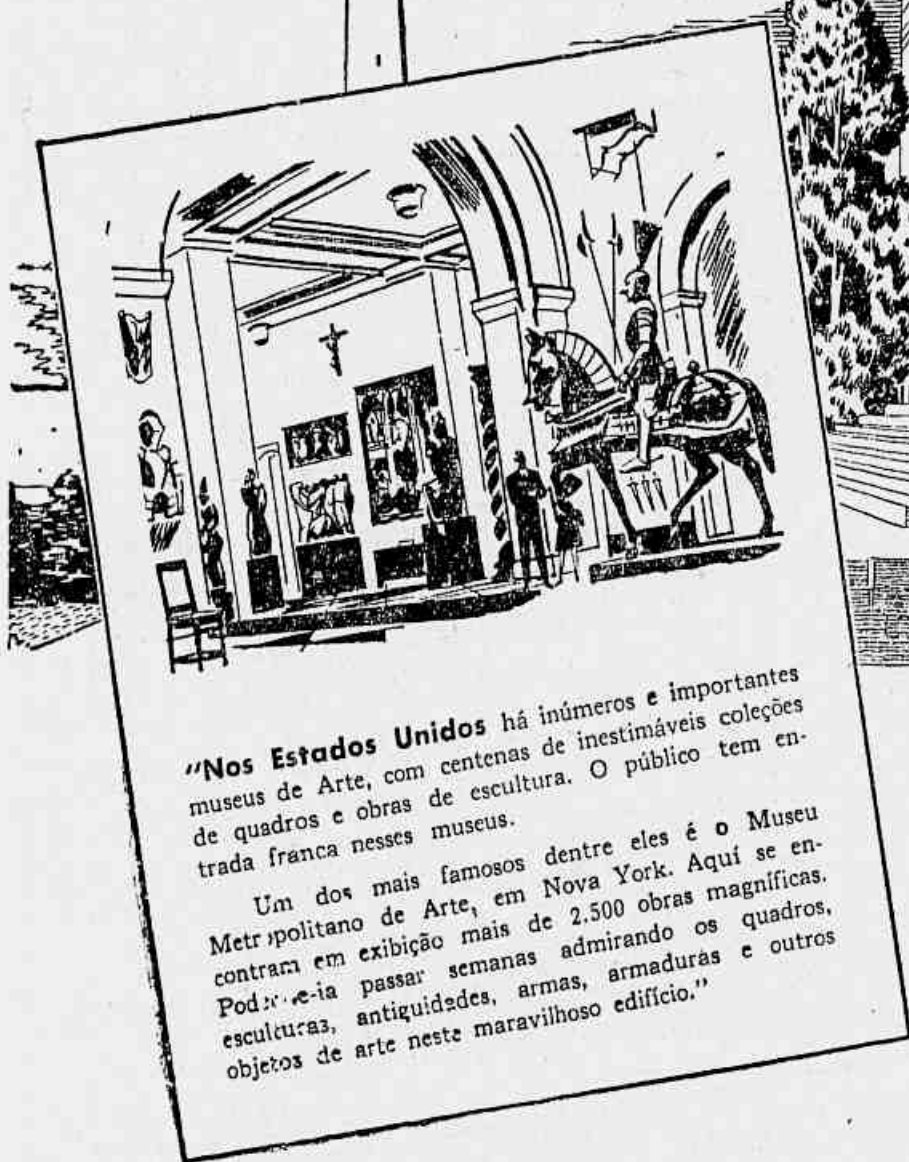 "Nos Estados Unidos há inúmeros e importantes
museus de Arte, com centenas de inestimáveis coleções
de quadros e obras de escultura. O público tem en-
trada franca nesses museus.
Um dos mais famosos dentre eles é o Museu
Metropolitano de Arte, em Nova York. Aquí se en-
contram em exibição mais de 2.500 obras magníficas.
passar semanas admirando os quadros,
esculturas, antiguidades, armas, armaduras e outros
objetos de arte neste maravilhoso edifício."